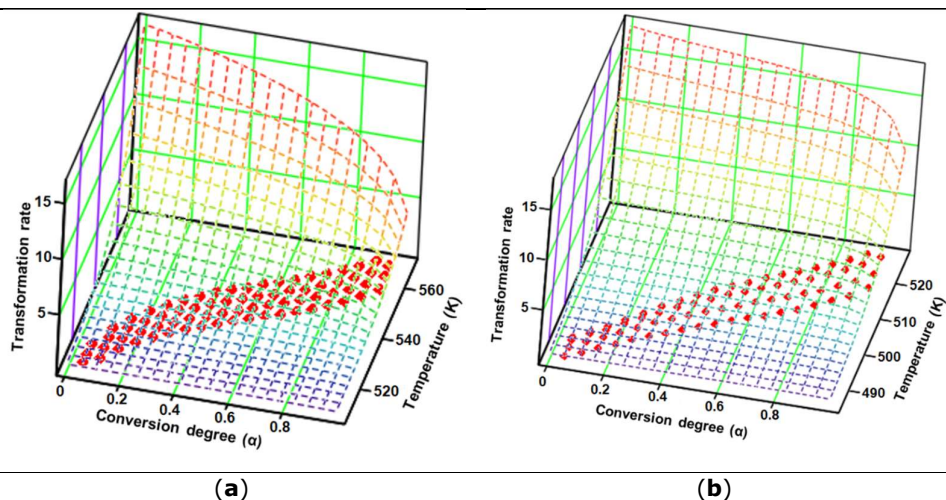 Transformation rate
15
10
5
0
0.2
0.4
0.6
0.8
Conversion degree (α)
520
540
560
Temperature (K)
(a)
Transformation rate
15
10
5
0
0.2
0.4
0.6
0.8
Conversion degree (α)
490
500
510
520
Temperature (K)
(b)